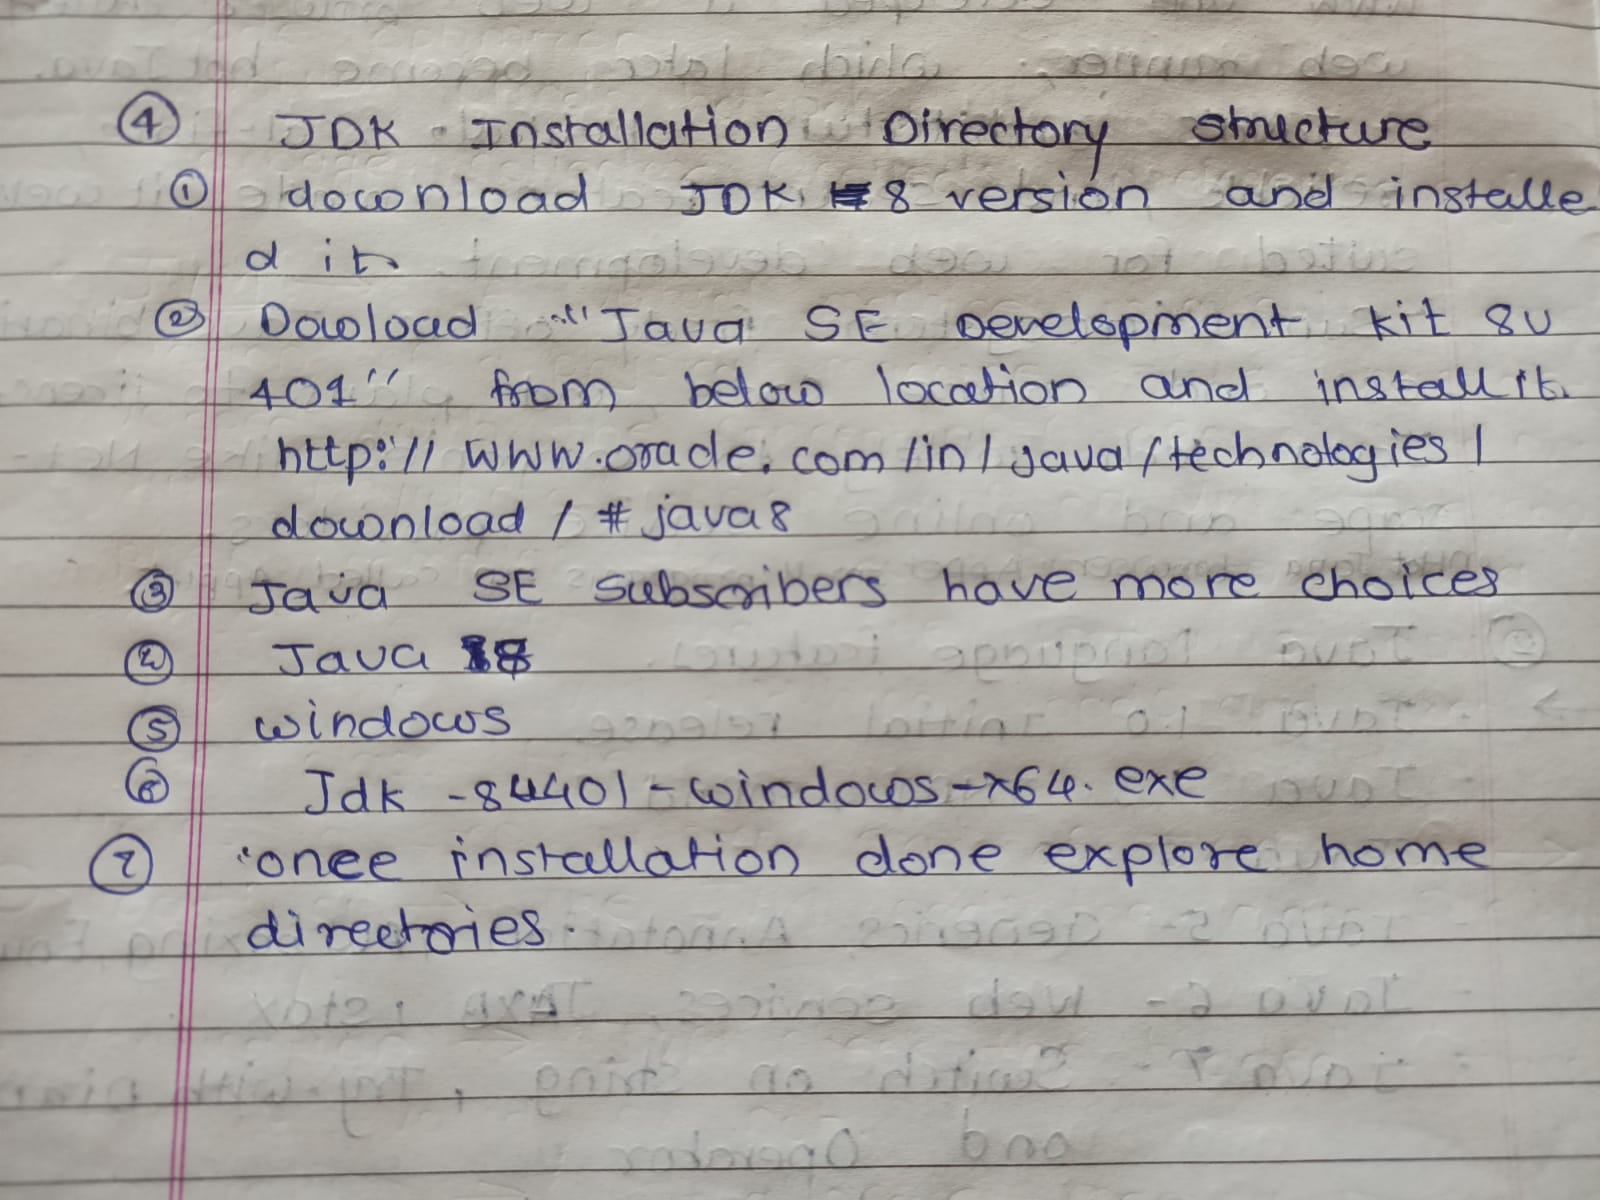 ④ JDK Installation Directory structure
① download JDK 8 version and installe
d it.
② Dowload "Java SE Development kit 8u
401" from below location and install it.
http://www.oracle.com/in/java/technologies/
download/#java8
③ Java SE Subscribers have more choices
④ Java 8
⑤ windows
⑥ Jdk -8u401-windows-x64.exe
⑦ once installation done explore home
directories.